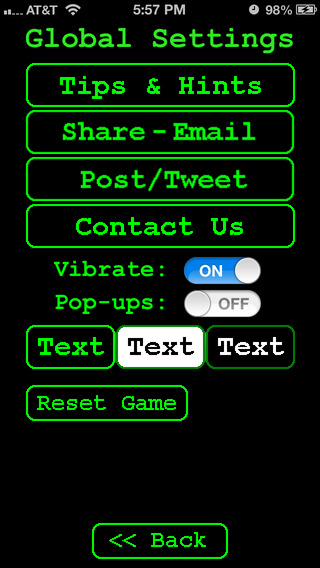 AT&T 5:57 PM 98%
Global Settings
Tips & Hints
Share-Email
Post/Tweet
Contact Us
Vibrate: ON
Pop-ups: OFF
Text Text Text
Reset Game
<< Back